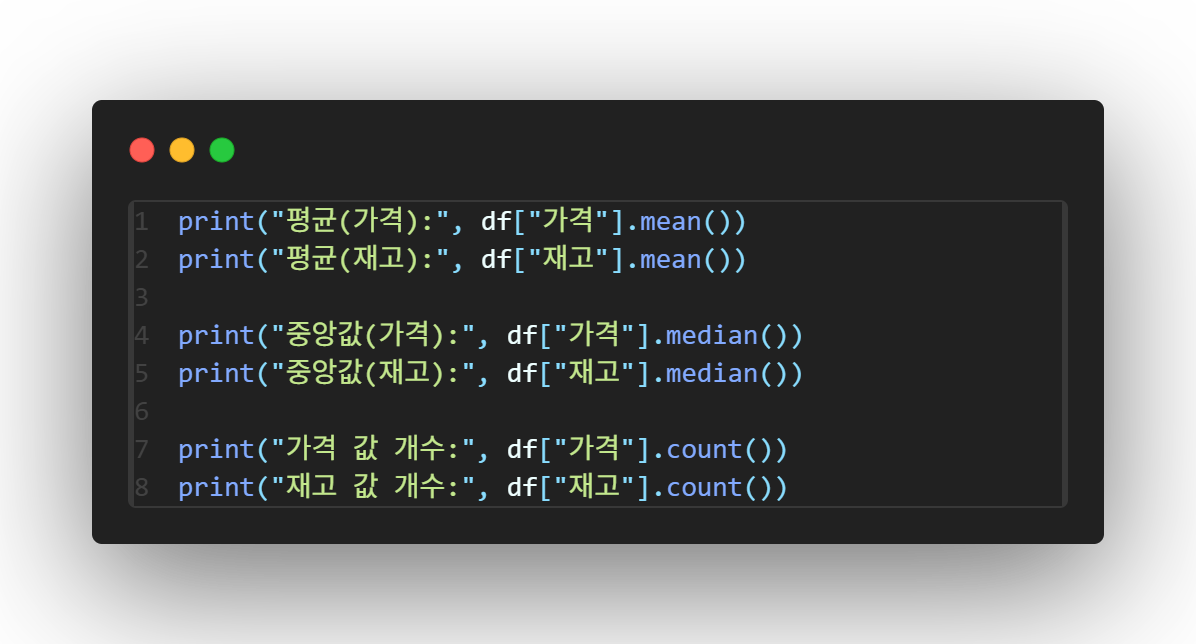 1 print("평균(가격):", df["가격"].mean())
2 print("평균(재고):", df["재고"].mean())
3
4 print("중앙값(가격):", df["가격"].median())
5 print("중앙값(재고):", df["재고"].median())
6
7 print("가격 값 개수:", df["가격"].count())
8 print("재고 값 개수:", df["재고"].count())